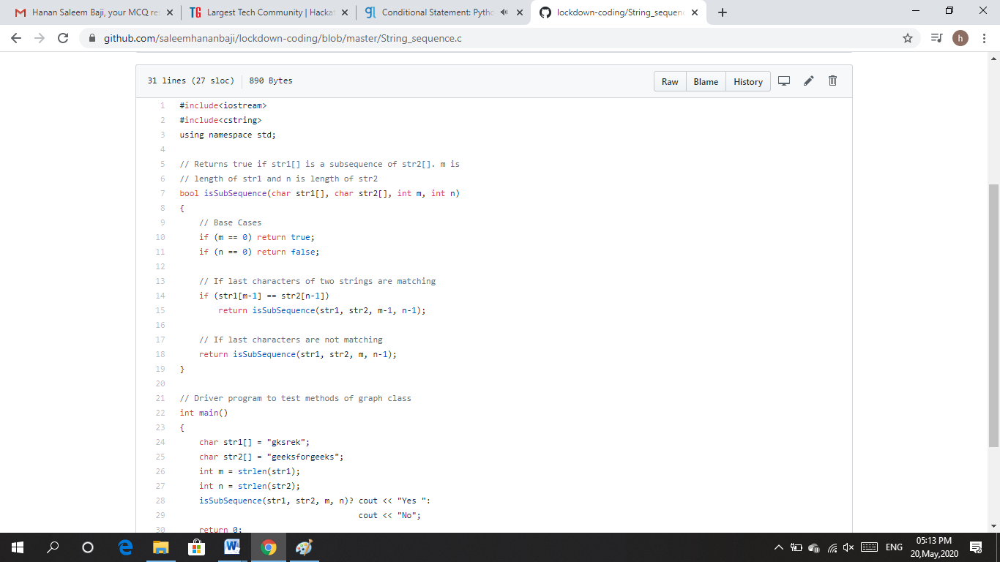 Hanan Saleem Baji, your MCQ res
Largest Tech Community | Hackat
Conditional Statement: Pytho
lockdown-coding/String_sequenc
github.com/saleemhananbaji/lockdown-coding/blob/master/String_sequence.c
h
31 lines (27 sloc) 890 Bytes
Raw Blame History
1 #include<iostream>
2 #include<cstring>
3 using namespace std;
4
5 // Returns true if str1[] is a subsequence of str2[]. m is
6 // length of str1 and n is length of str2
7 bool isSubSequence(char str1[], char str2[], int m, int n)
8 {
9 // Base Cases
10 if (m == 0) return true;
11 if (n == 0) return false;
12
13 // If last characters of two strings are matching
14 if (str1[m-1] == str2[n-1])
15 return isSubSequence(str1, str2, m-1, n-1);
16
17 // If last characters are not matching
18 return isSubSequence(str1, str2, m, n-1);
19 }
20
21 // Driver program to test methods of graph class
22 int main()
23 {
24 char str1[] = "gksrek";
25 char str2[] = "geeksforgeeks";
26 int m = strlen(str1);
27 int n = strlen(str2);
28 isSubSequence(str1, str2, m, n)? cout << "Yes ":
29 cout << "No";
30 return 0;
ENG
05:13 PM
20,May,2020